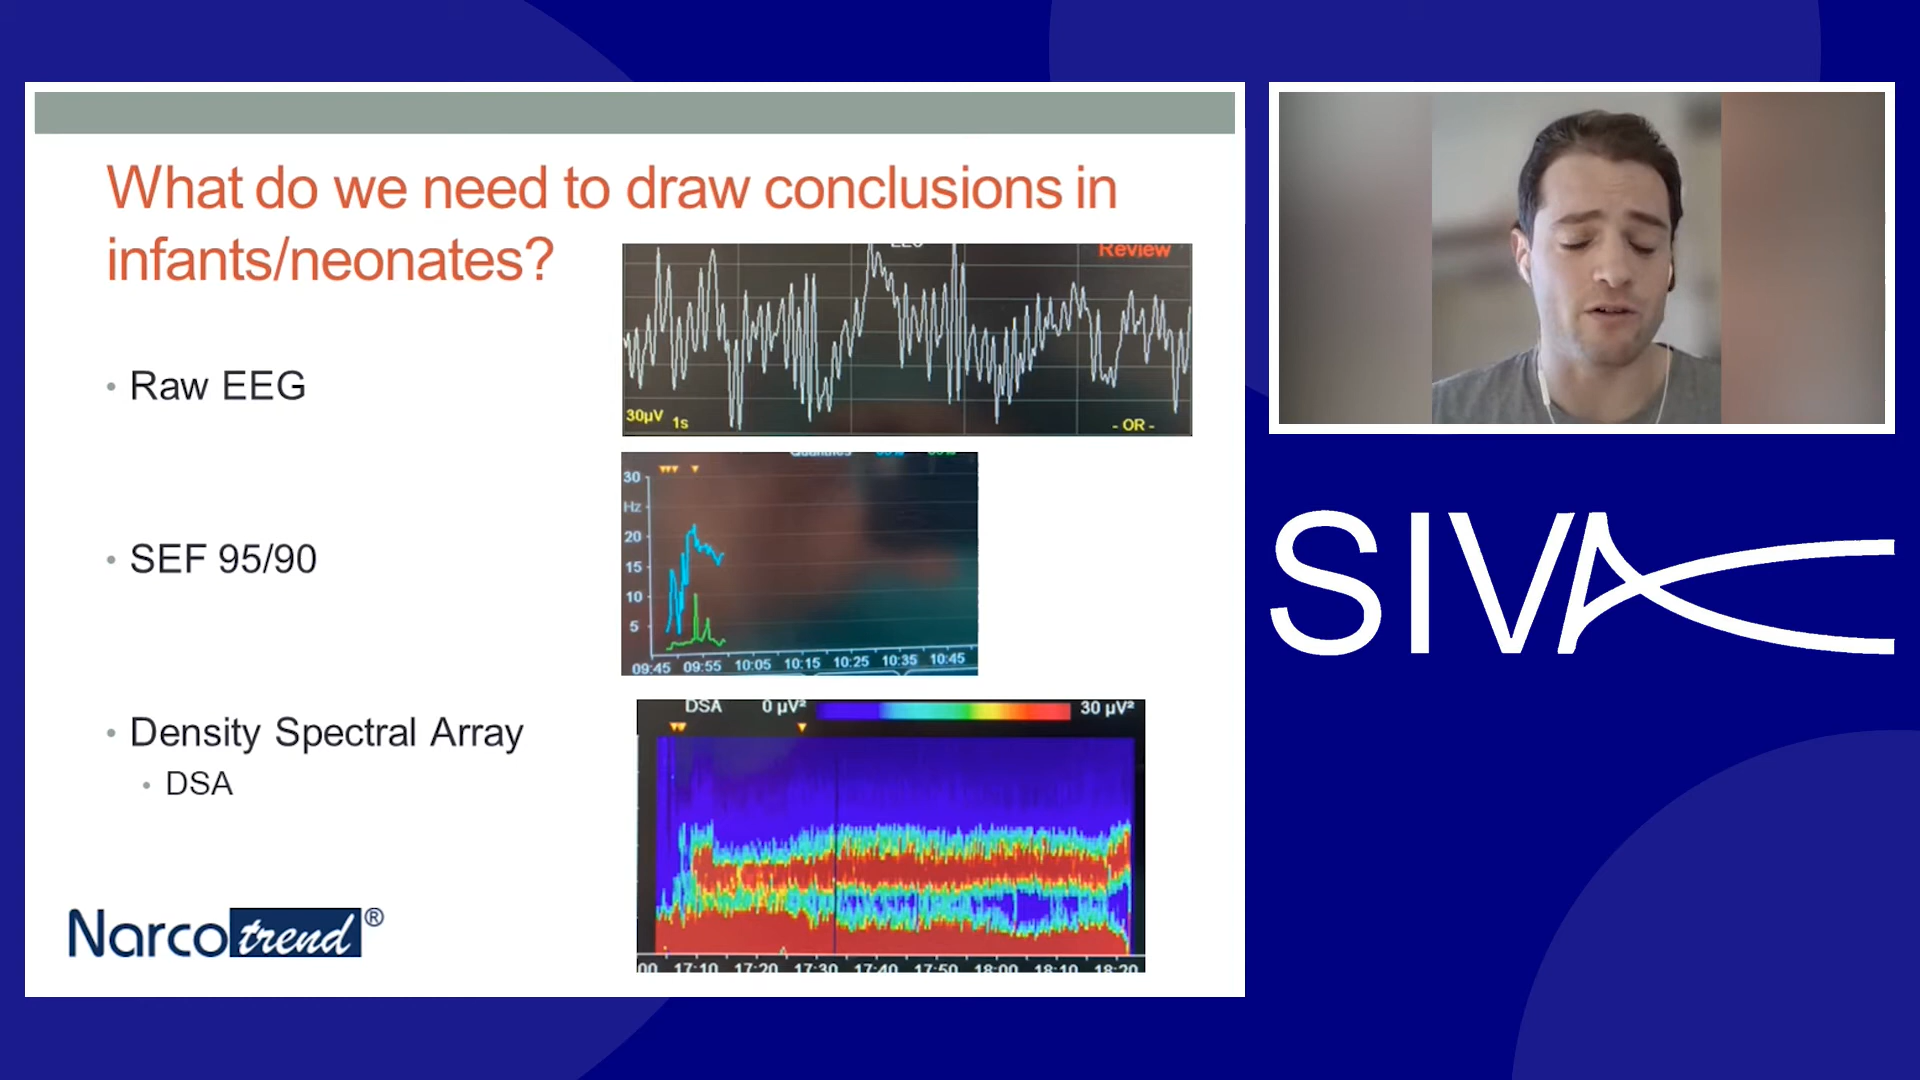 What do we need to draw conclusions in
infants/neonates?
Review
30µV 1s
- OR -
• Raw EEG
30
Hz
20
15
10
5
09:45 09:55 10:05 10:15 10:25 10:35 10:45
• SEF 95/90
DSA 0 µV² 30 µV²
• Density Spectral Array
• DSA
17:10 17:20 17:30 17:40 17:50 18:00 18:10 18:20
Narcotrend®
SIVA